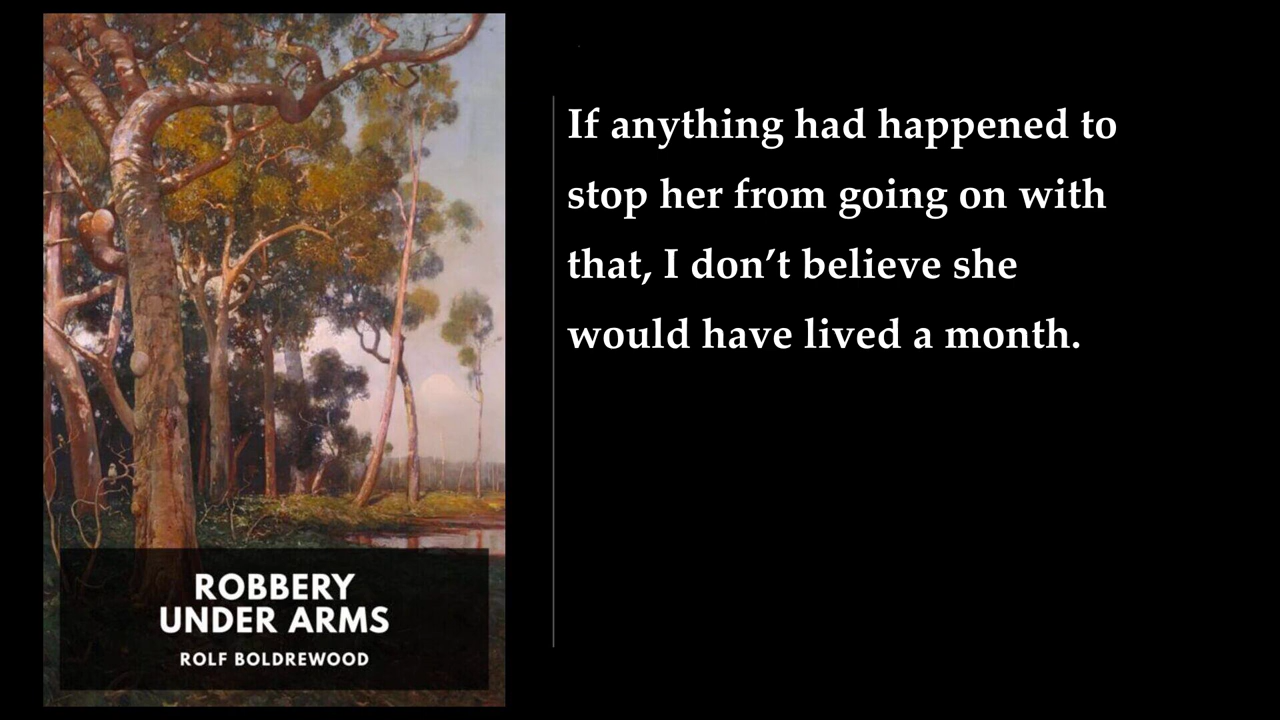 If anything had happened to
stop her from going on with
that, I don’t believe she
would have lived a month.
ROBBERY
UNDER ARMS
ROLF BOLDREWOOD